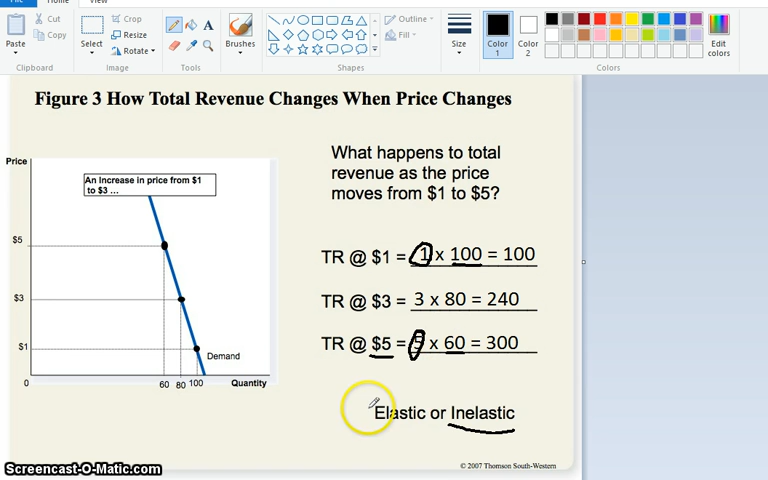 File Home View
Paste
Cut
Copy
Clipboard
Select
Crop
Resize
Rotate
Image
A
Tools
Brushes
Shapes
Outline
Fill
Size
Color 1
Color 2
Colors
Edit colors
Figure 3 How Total Revenue Changes When Price Changes
Price
An Increase in price from $1
to $3 ...
$5
$3
$1
Demand
0
60 80 100
Quantity
What happens to total
revenue as the price
moves from $1 to $5?
TR @ $1 = 1 x 100 = 100
TR @ $3 = 3 x 80 = 240
TR @ $5 = 5 x 60 = 300
Elastic or Inelastic
© 2007 Thomson South-Western
Screencast-O-Matic.com